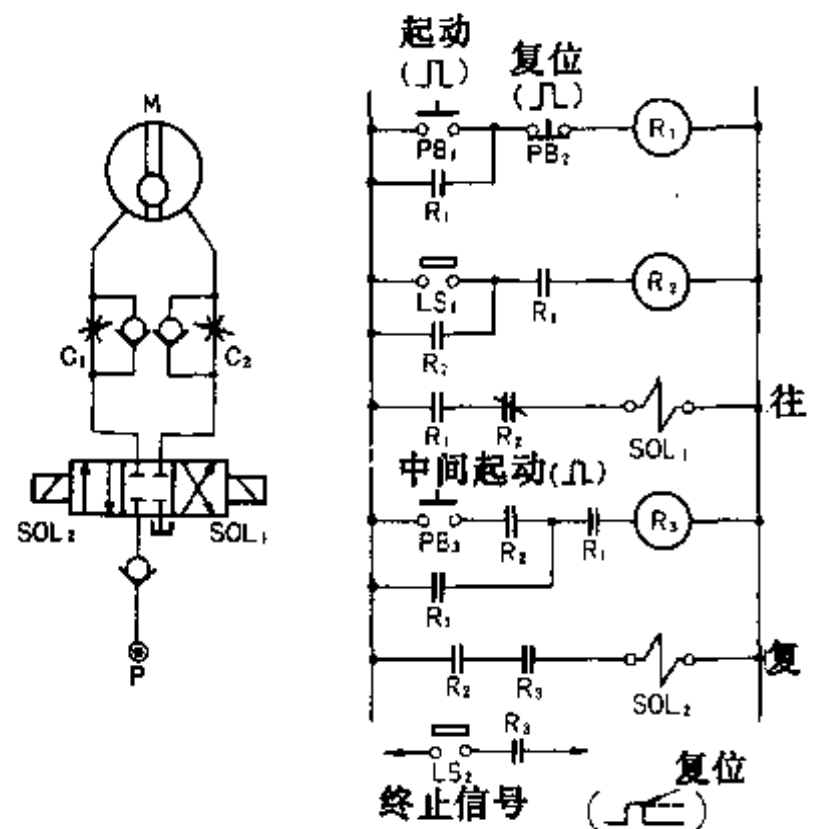 起动
(⎍)
复位
(⎍)
M
PB₁
PB₂
R₁
R₁
LS₁
R₁
R₂
R₂
C₁
C₂
R₁
R₂
SOL₁
往
中间起动(⎍)
SOL₂
SOL₁
PB₃
R₂
R₁
R₃
R₃
P
R₂
R₃
SOL₂
复
LS₂
R₃
终止信号
复位